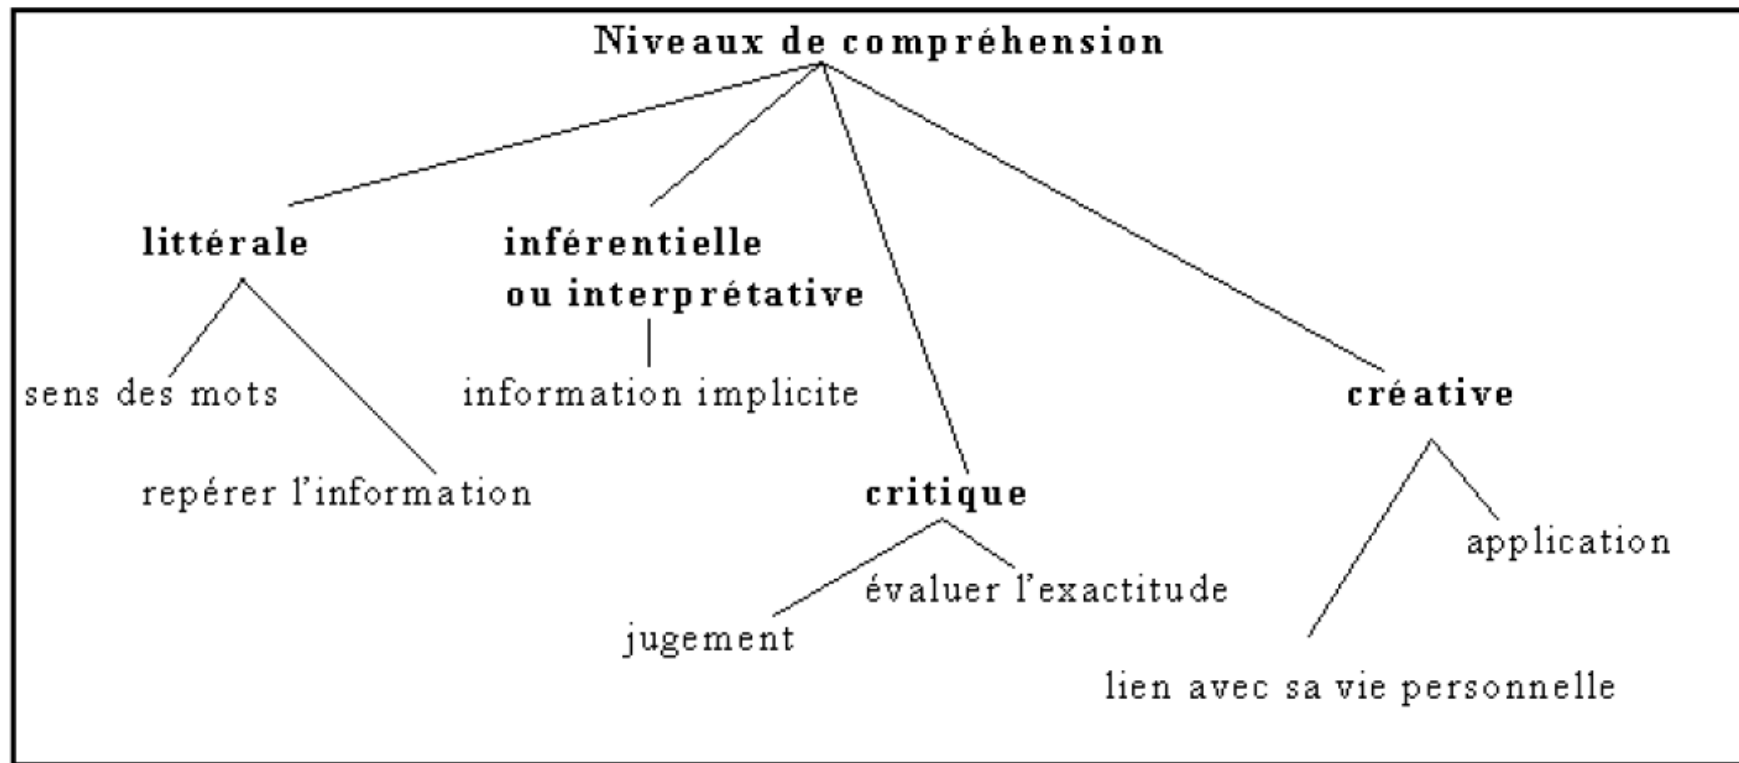 Niveaux de compréhension
littérale
inférentielle
ou interprétative
sens des mots
information implicite
créative
repérer l'information
critique
application
évaluer l'exactitude
jugement
lien avec sa vie personnelle